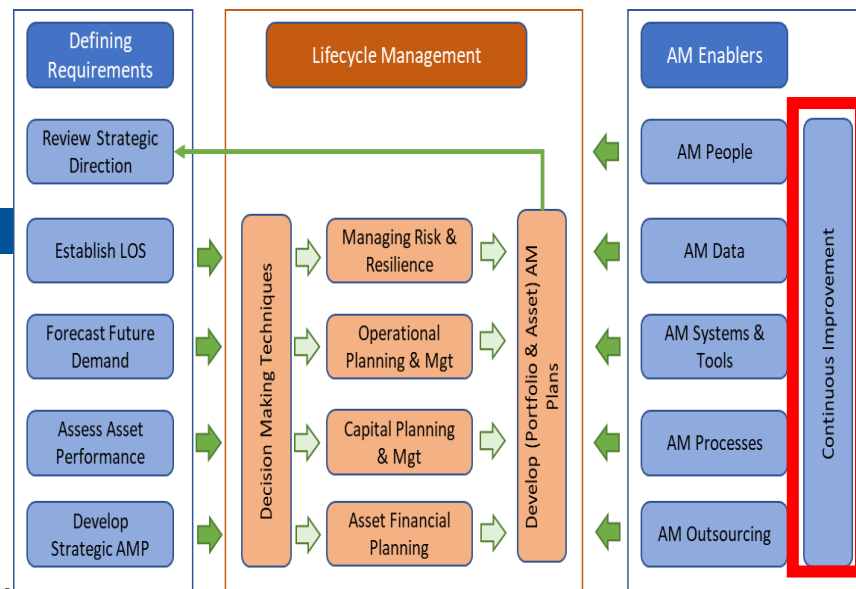 Defining
Requirements
Review Strategic
Direction
Establish LOS
Forecast Future
Demand
Assess Asset
Performance
Develop
Strategic AMP
Lifecycle Management
Decision Making Techniques
Managing Risk &
Resilience
Operational
Planning & Mgt
Capital Planning
& Mgt
Asset Financial
Planning
Develop (Portfolio & Asset) AM
Plans
AM Enablers
AM People
AM Data
AM Systems &
Tools
AM Processes
AM Outsourcing
Continuous Improvement